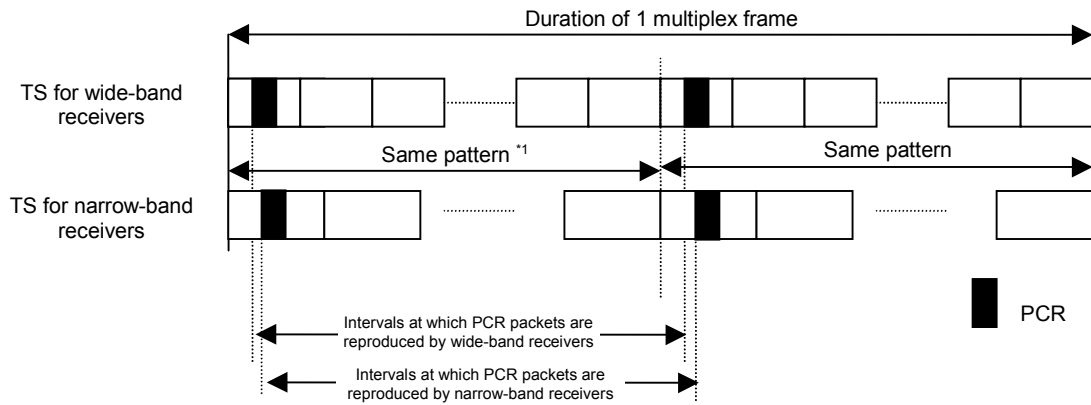 Duration of 1 multiplex frame
TS for wide-band
receivers
Same pattern *1
Same pattern
TS for narrow-band
receivers
PCR
Intervals at which PCR packets are
reproduced by wide-band receivers
Intervals at which PCR packets are
reproduced by narrow-band receivers